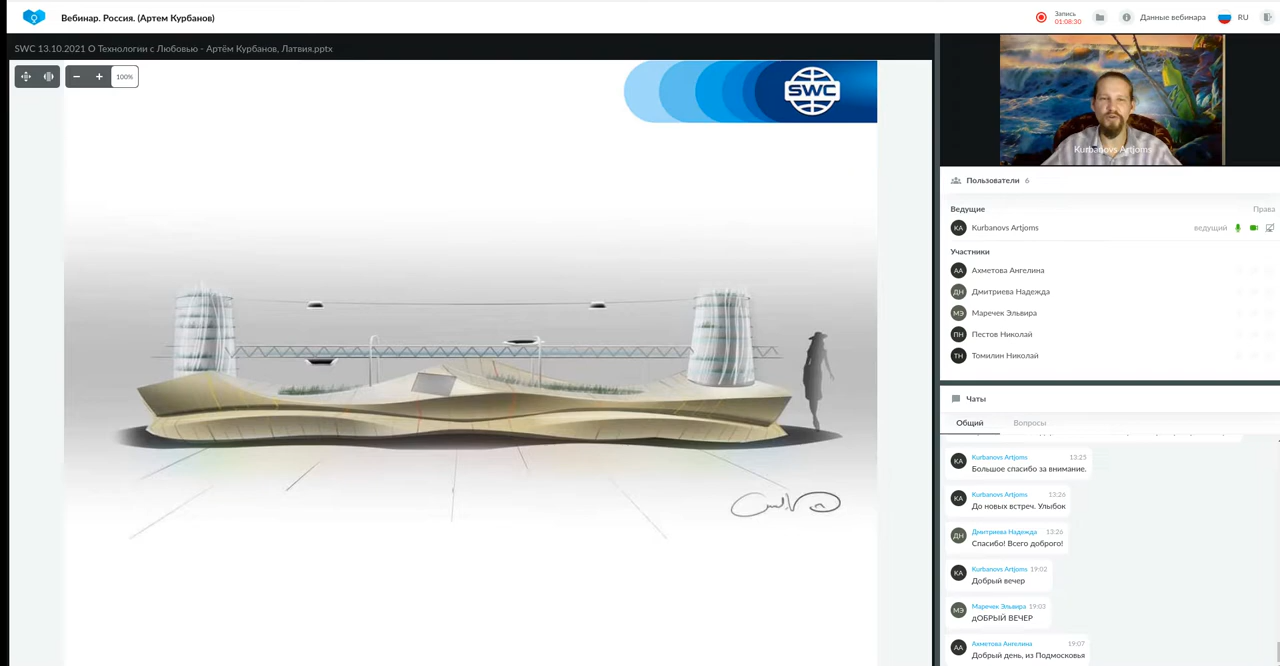 Вебинар. Россия. (Артем Курбанов)
Запись
01:08:30
Данные вебинара
RU
SWC 13.10.2021 О Технологии с Любовью - Артём Курбанов, Латвия.pptx
100%
SWC
Kurbanovs Artjoms
Пользователи 6
Ведущие Права
KA Kurbanovs Artjoms ведущий
Участники
АА Ахметова Ангелина
ДН Дмитриева Надежда
МЭ Маречек Эльвира
ПН Пестов Николай
ТН Томилин Николай
Чаты
Общий Вопросы
KA Kurbanovs Artjoms 13:25
Большое спасибо за внимание.
KA Kurbanovs Artjoms 13:26
До новых встреч. Улыбок
ДН Дмитриева Надежда 13:26
Спасибо! Всего доброго!
KA Kurbanovs Artjoms 19:02
Добрый вечер
МЭ Маречек Эльвира 19:03
дОБРЫЙ ВЕЧЕР
АА Ахметова Ангелина 19:07
Добрый день, из Подмосковья